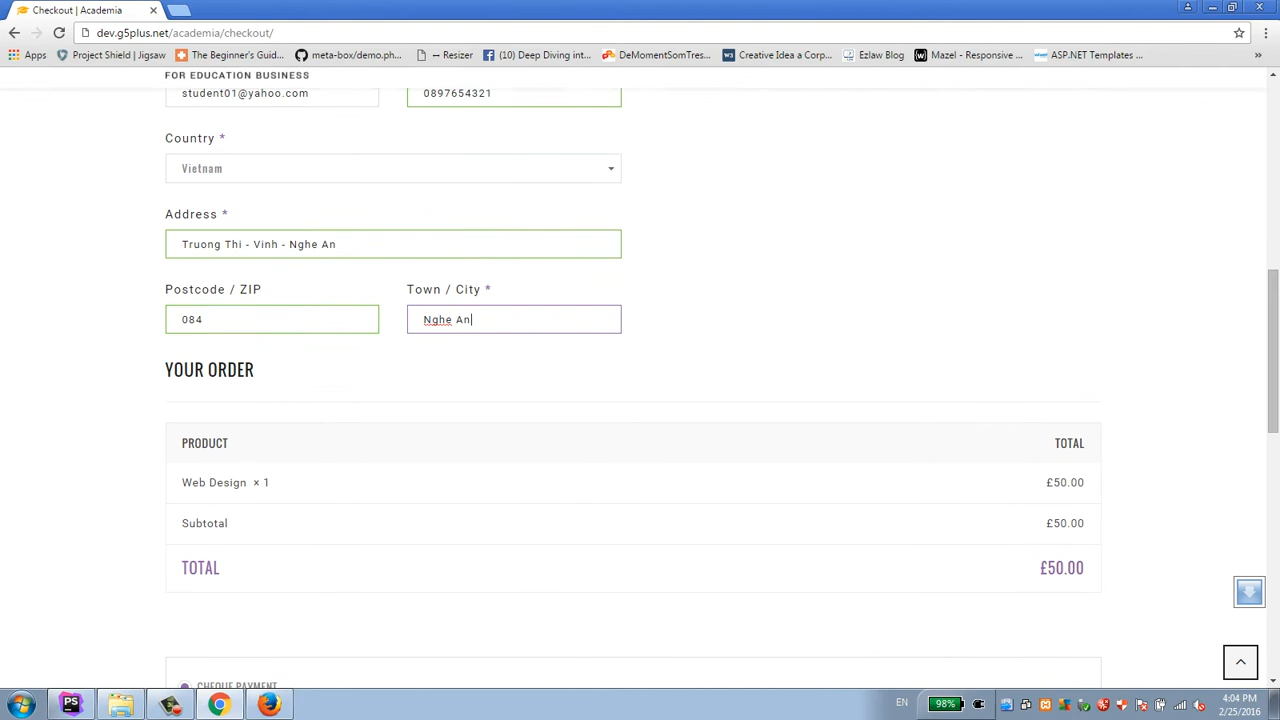 Checkout | Academia
dev.g5plus.net/academia/checkout/
Apps Project Shield | Jigsaw The Beginner's Guid... meta-box/demo.ph... -- Resizer (10) Deep Diving int... DeMomentSomTres... Creative Idea a Corp... Ezlaw Blog Mazel - Responsive ... ASP.NET Templates ... »
FOR EDUCATION BUSINESS
student01@yahoo.com 0897654321
Country *
Vietnam
Address *
Truong Thi - Vinh - Nghe An
Postcode / ZIP Town / City *
084 Nghe An
YOUR ORDER
PRODUCT TOTAL
Web Design × 1 £50.00
Subtotal £50.00
TOTAL £50.00
CHEQUE PAYMENT
PS EN 98% 4:04 PM
2/25/2016